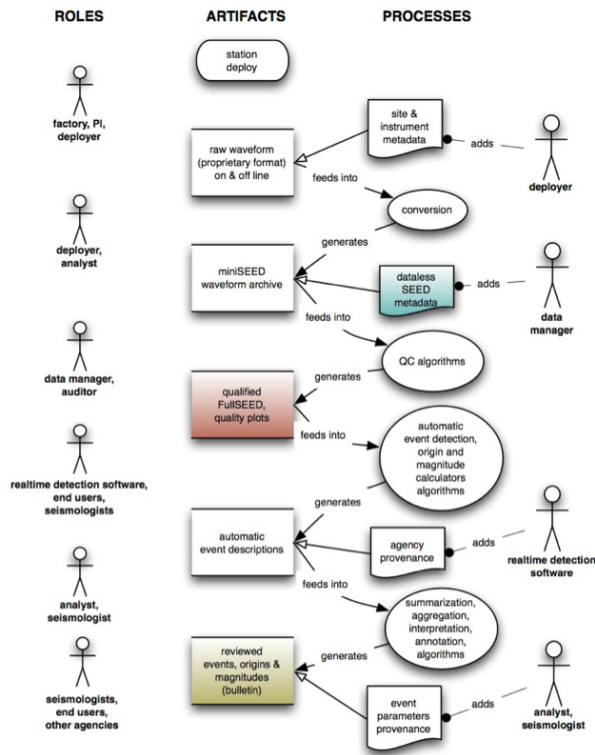 ROLES
ARTIFACTS
PROCESSES
station
deploy
factory, PI,
deployer
raw waveform
(proprietary format)
on & off line
site &
instrument
metadata
adds
deployer
feeds into
conversion
deployer,
analyst
generates
miniSEED
waveform archive
dataless
SEED
metadata
adds
data
manager
feeds into
QC algorithms
data manager,
auditor
generates
qualified
FullSEED,
quality plots
feeds into
automatic
event detection,
origin and
magnitude
calculators
algorithms
realtime detection software,
end users,
seismologists
generates
automatic
event descriptions
agency
provenance
adds
realtime detection
software
feeds into
analyst,
seismologist
summarization,
aggregation,
interpretation,
annotation,
algorithms
generates
reviewed
events, origins &
magnitudes
(bulletin)
seismologists,
end users,
other agencies
event
parameters
provenance
adds
analyst,
seismologist